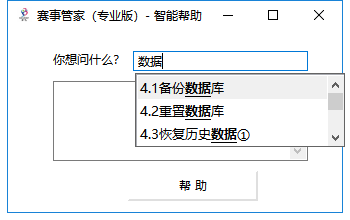 赛事管家（专业版）- 智能帮助
你想问什么？ 数据
4.1备份数据库
4.2重置数据库
4.3恢复历史数据①
帮 助